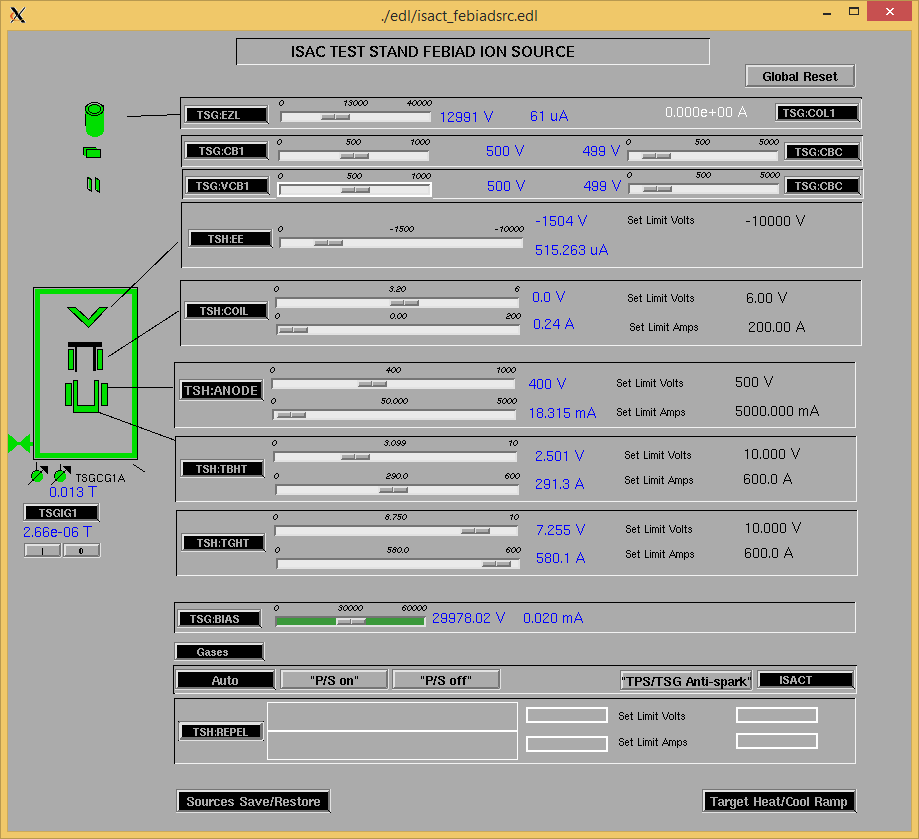 ./edl/isact_febiadsrc.edl
ISAC TEST STAND FEBIAD ION SOURCE
Global Reset
TSG:EZL 0 13000 40000 12991 V 61 uA 0.000e+00 A TSG:COL1
TSG:CB1 0 500 1000 500 V 499 V 0 500 5000 TSG:CBC
TSG:VCB1 0 500 1000 500 V 499 V 0 500 5000 TSG:CBC
TSH:EE 0 -1500 -10000 -1504 V Set Limit Volts -10000 V
515.263 uA
TSH:COIL 0 3.20 6 0.0 V Set Limit Volts 6.00 V
0 0.00 200 0.24 A Set Limit Amps 200.00 A
TSH:ANODE 0 400 1000 400 V Set Limit Volts 500 V
0 50.000 5000 18.315 mA Set Limit Amps 5000.000 mA
TSH:TBHT 0 3.099 10 2.501 V Set Limit Volts 10.000 V
0 290.0 600 291.3 A Set Limit Amps 600.0 A
TSGCG1A
0.013 T
TSGIG1
2.66e-06 T
I 0
TSH:TGHT 0 6.750 10 7.255 V Set Limit Volts 10.000 V
0 580.0 600 580.1 A Set Limit Amps 600.0 A
TSG:BIAS 0 30000 60000 29978.02 V 0.020 mA
Gases
Auto "P/S on" "P/S off" "TPS/TSG Anti-spark" ISACT
TSH:REPEL Set Limit Volts
Set Limit Amps
Sources Save/Restore Target Heat/Cool Ramp